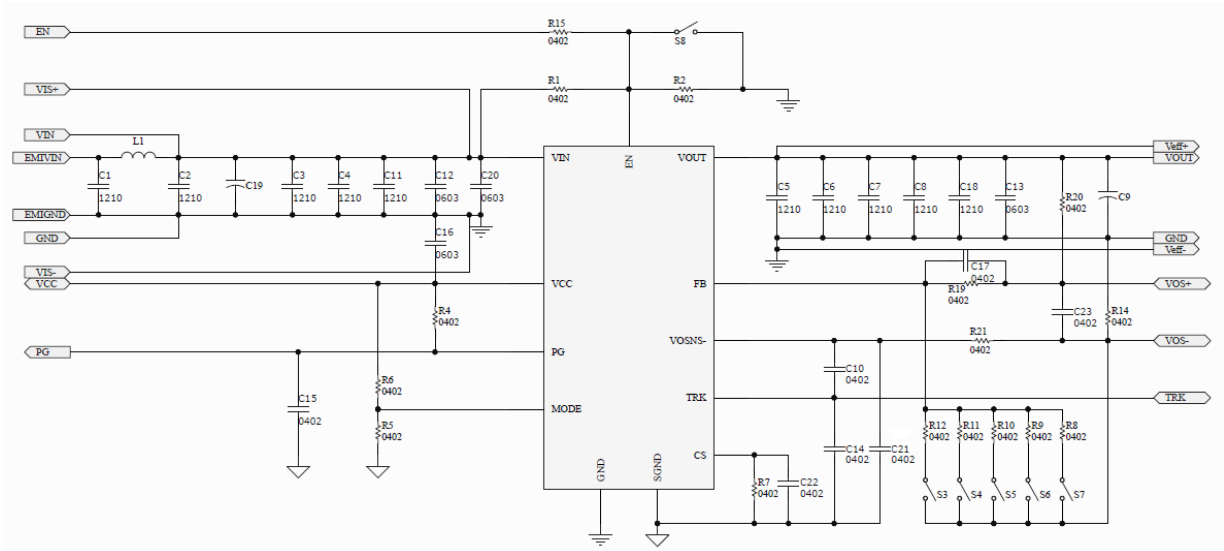 EN
R15
0402
S8
VIS+
R1
0402
R2
0402
VIN
L1
EMIVIN
C1
1210
C2
1210
C19
C3
1210
C4
1210
C11
1210
C12
0603
C20
0603
EMIGND
GND
C16
0603
VIS-
VCC
R4
0402
PG
C15
0402
R6
0402
R5
0402
VIN
EN
VOUT
VCC
FB
PG
VOSNS-
MODE
TRK
CS
GND
SGND
Veff+
VOUT
C5
1210
C6
1210
C7
1210
C8
1210
C18
1210
C13
0603
R20
0402
C9
GND
Veff-
C17
0402
R19
0402
VOS+
C23
0402
R14
0402
R21
0402
VOS-
C10
0402
TRK
C14
0402
C21
0402
R7
0402
C22
0402
R12
0402
R11
0402
R10
0402
R9
0402
R8
0402
S3
S4
S5
S6
S7